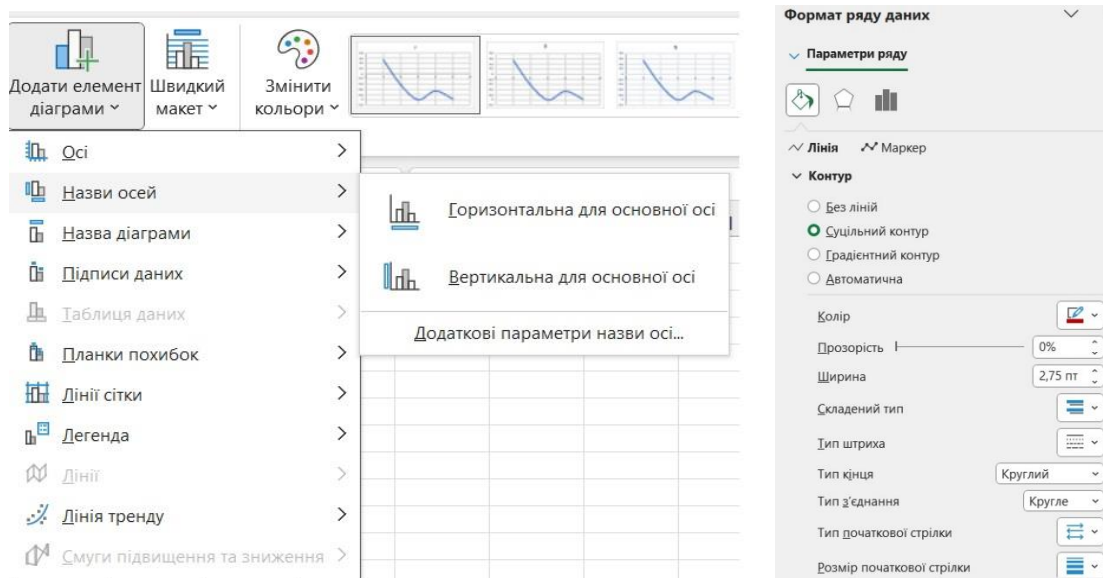 Додати елемент діаграми
Швидкий макет
Змінити кольори
Осі
Назви осей
Назва діаграми
Підписи даних
Таблиця даних
Планки похибок
Лінії сітки
Легенда
Лінії
Лінія тренду
Смуги підвищення та зниження
Горизонтальна для основної осі
Вертикальна для основної осі
Додаткові параметри назви осі...
Формат ряду даних
Параметри ряду
Лінія Маркер
Контур
Без ліній
Суцільний контур
Градієнтний контур
Автоматична
Колір
Прозорість 0%
Ширина 2,75 пт
Складений тип
Тип штриха
Тип кінця Круглий
Тип з'єднання Кругле
Тип початкової стрілки
Розмір початкової стрілки